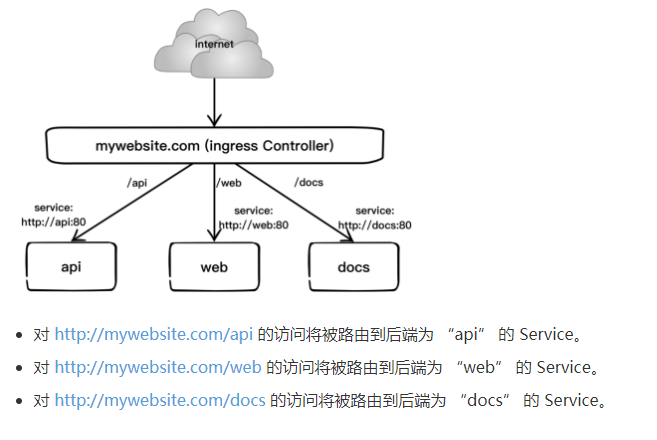 internet
mywebsite.com (ingress Controller)
/api
/web
/docs
service:
http://api:80
service:
http://web:80
service:
http://docs:80
api
web
docs
对 http://mywebsite.com/api 的访问将被路由到后端为 “api” 的 Service。
对 http://mywebsite.com/web 的访问将被路由到后端为 “web” 的 Service。
对 http://mywebsite.com/docs 的访问将被路由到后端为 “docs” 的 Service。